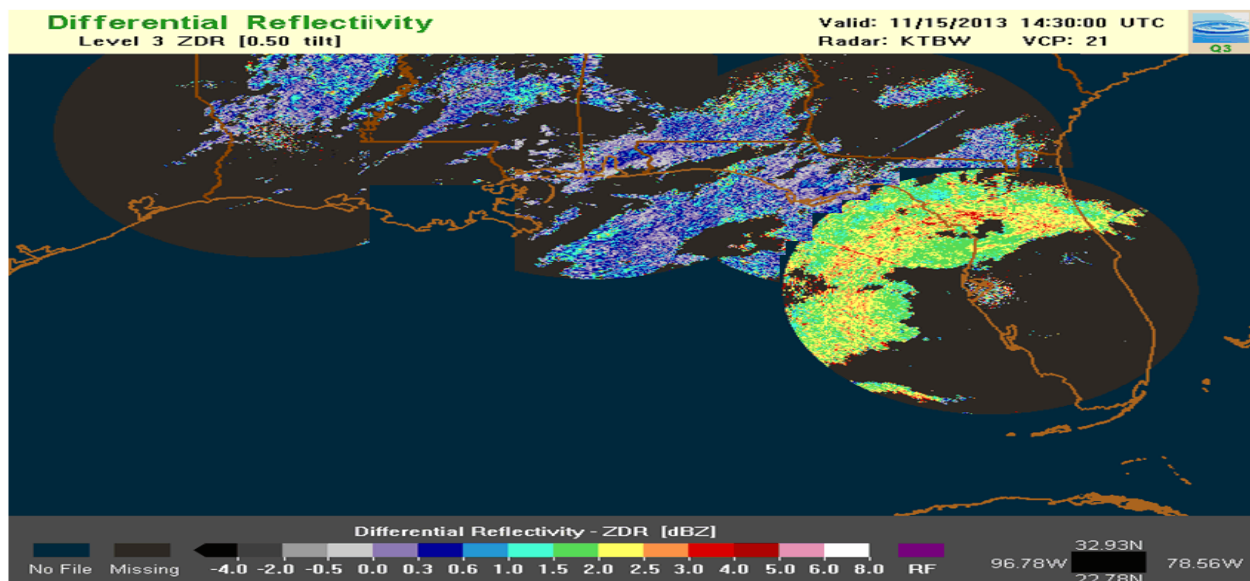 Differential Reflectiivity
Level 3 ZDR [0.50 tilt]
Valid: 11/15/2013 14:30:00 UTC
Radar: KTBW VCP: 21
Q3
Differential Reflectivity - ZDR [dBZ]
No File Missing -4.0 -2.0 -0.5 0.0 0.3 0.6 1.0 1.5 2.0 2.5 3.0 4.0 5.0 6.0 8.0 RF
32.93N
96.78W 78.56W
22.78N